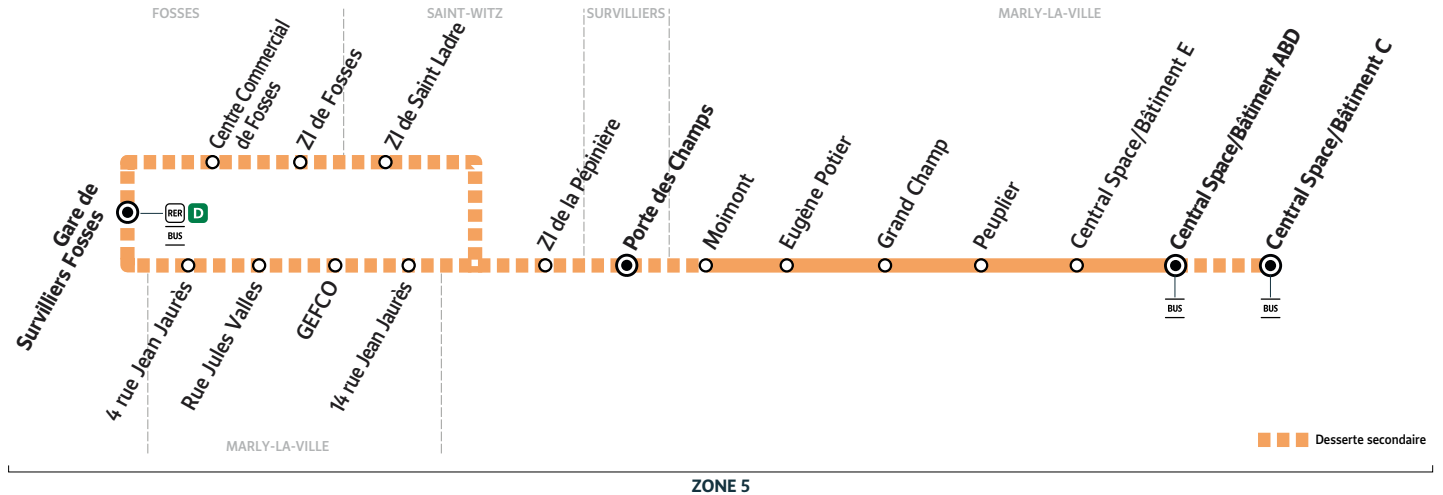 FOSSES
SAINT-WITZ
SURVILLIERS
MARLY-LA-VILLE
Centre Commercial
de Fosses
ZI de Fosses
ZI de Saint Ladre
ZI de la Pépinière
Porte des Champs
Moimont
Eugène Potier
Grand Champ
Peuplier
Central Space/Bâtiment E
Central Space/Bâtiment ABD
Central Space/Bâtiment C
Gare de
Survilliers Fosses
RER D
BUS
4 rue Jean Jaurès
Rue Jules Valles
GEFCO
14 rue Jean Jaurès
BUS
BUS
MARLY-LA-VILLE
Desserte secondaire
ZONE 5